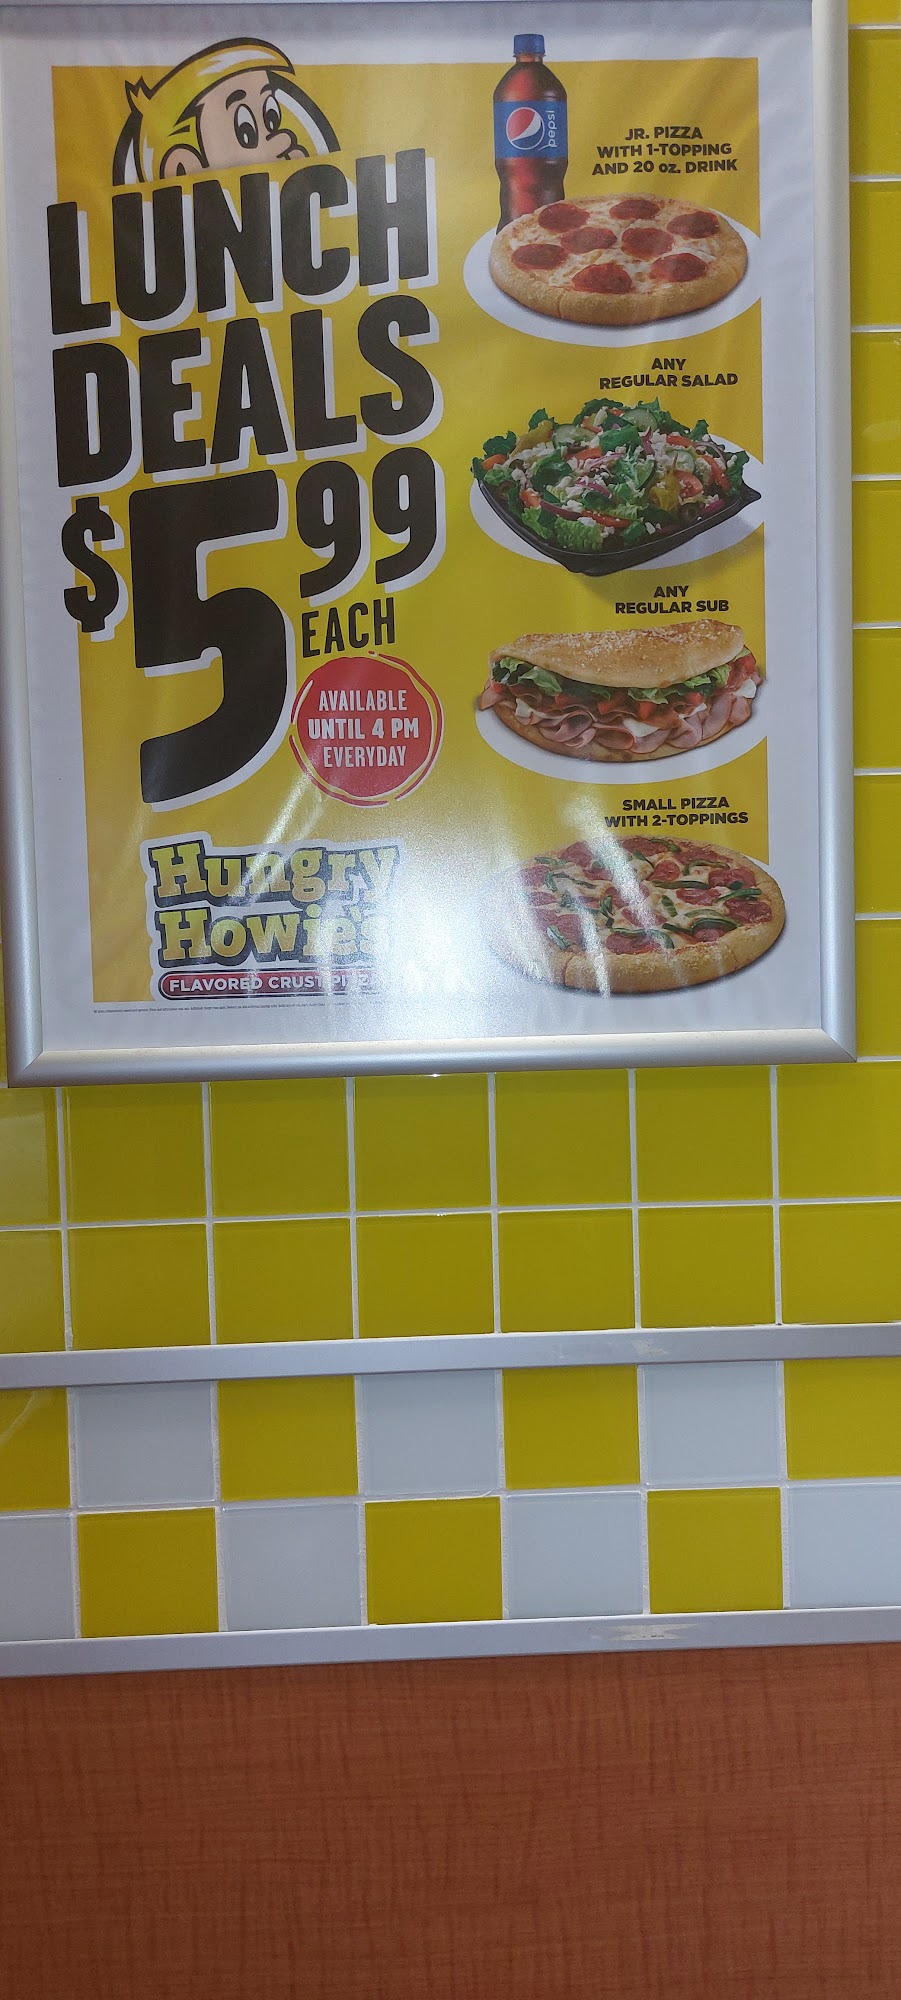 LUNCH
DEALS
$5.99
EACH
AVAILABLE
UNTIL 4 PM
EVERYDAY
pepsi
JR. PIZZA
WITH 1-TOPPING
AND 20 oz. DRINK
ANY
REGULAR SALAD
ANY
REGULAR SUB
SMALL PIZZA
WITH 2-TOPPINGS
Hungry
Howie's
FLAVORED CRUST